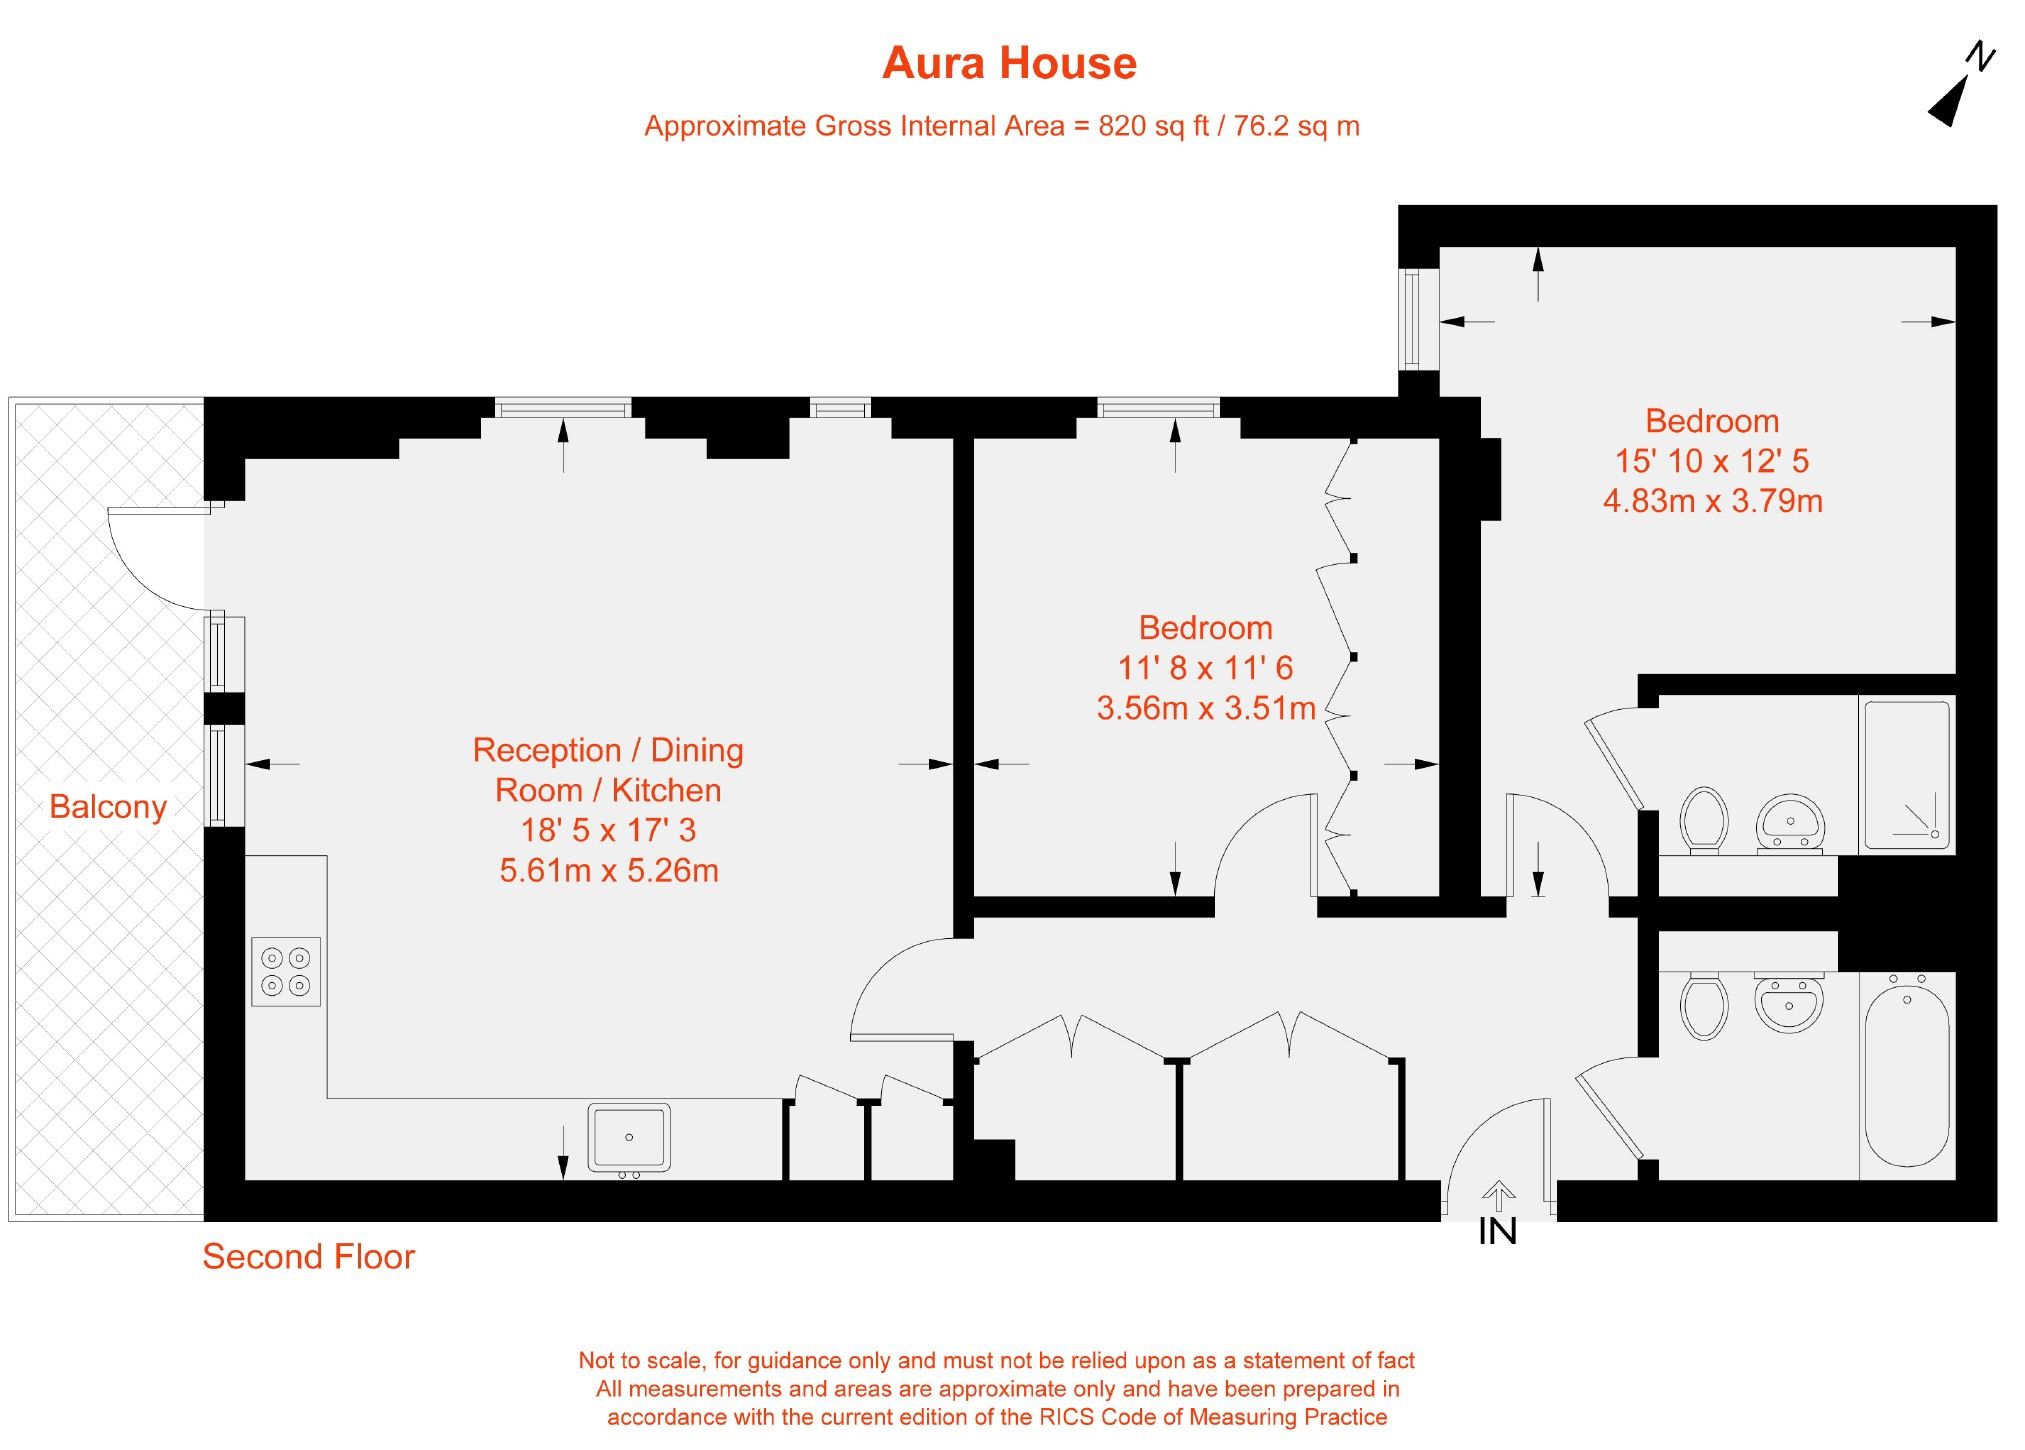 Aura House
Approximate Gross Internal Area = 820 sq ft / 76.2 sq m
N
Bedroom
15' 10 x 12' 5
4.83m x 3.79m
Bedroom
11' 8 x 11' 6
3.56m x 3.51m
Reception / Dining
Room / Kitchen
18' 5 x 17' 3
5.61m x 5.26m
Balcony
IN
Second Floor
Not to scale, for guidance only and must not be relied upon as a statement of fact
All measurements and areas are approximate only and have been prepared in
accordance with the current edition of the RICS Code of Measuring Practice